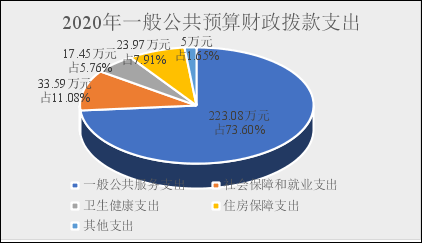 2020年一般公共预算财政拨款支出
23.97万元
占7.91%
5万元
占1.65%
17.45万元
占5.76%
33.59万元
占11.08%
223.08万元
占73.60%
一般公共服务支出
社会保障和就业支出
卫生健康支出
住房保障支出
其他支出